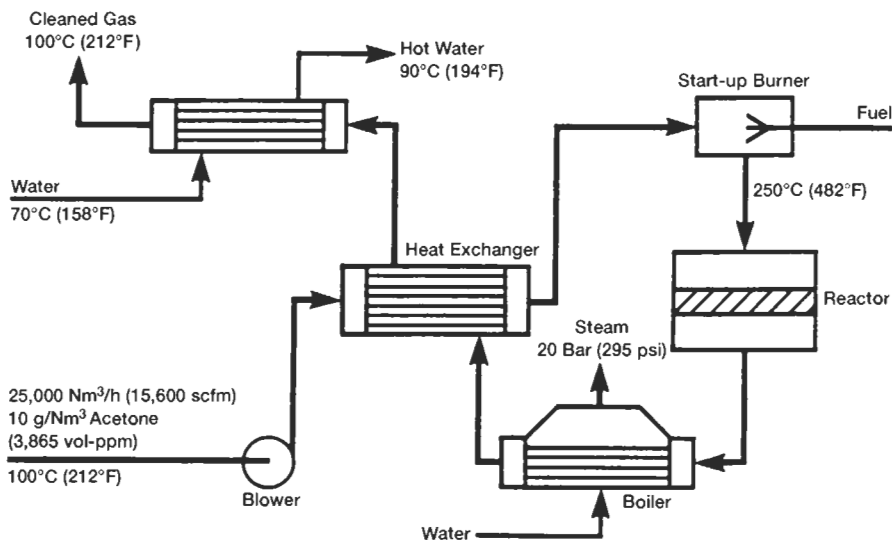 Cleaned Gas
100°C (212°F)
Hot Water
90°C (194°F)
Start-up Burner
Fuel
Water
70°C (158°F)
250°C (482°F)
Heat Exchanger
Reactor
Steam
20 Bar (295 psi)
25,000 Nm³/h (15,600 scfm)
10 g/Nm³ Acetone
(3,865 vol-ppm)
100°C (212°F)
Blower
Boiler
Water